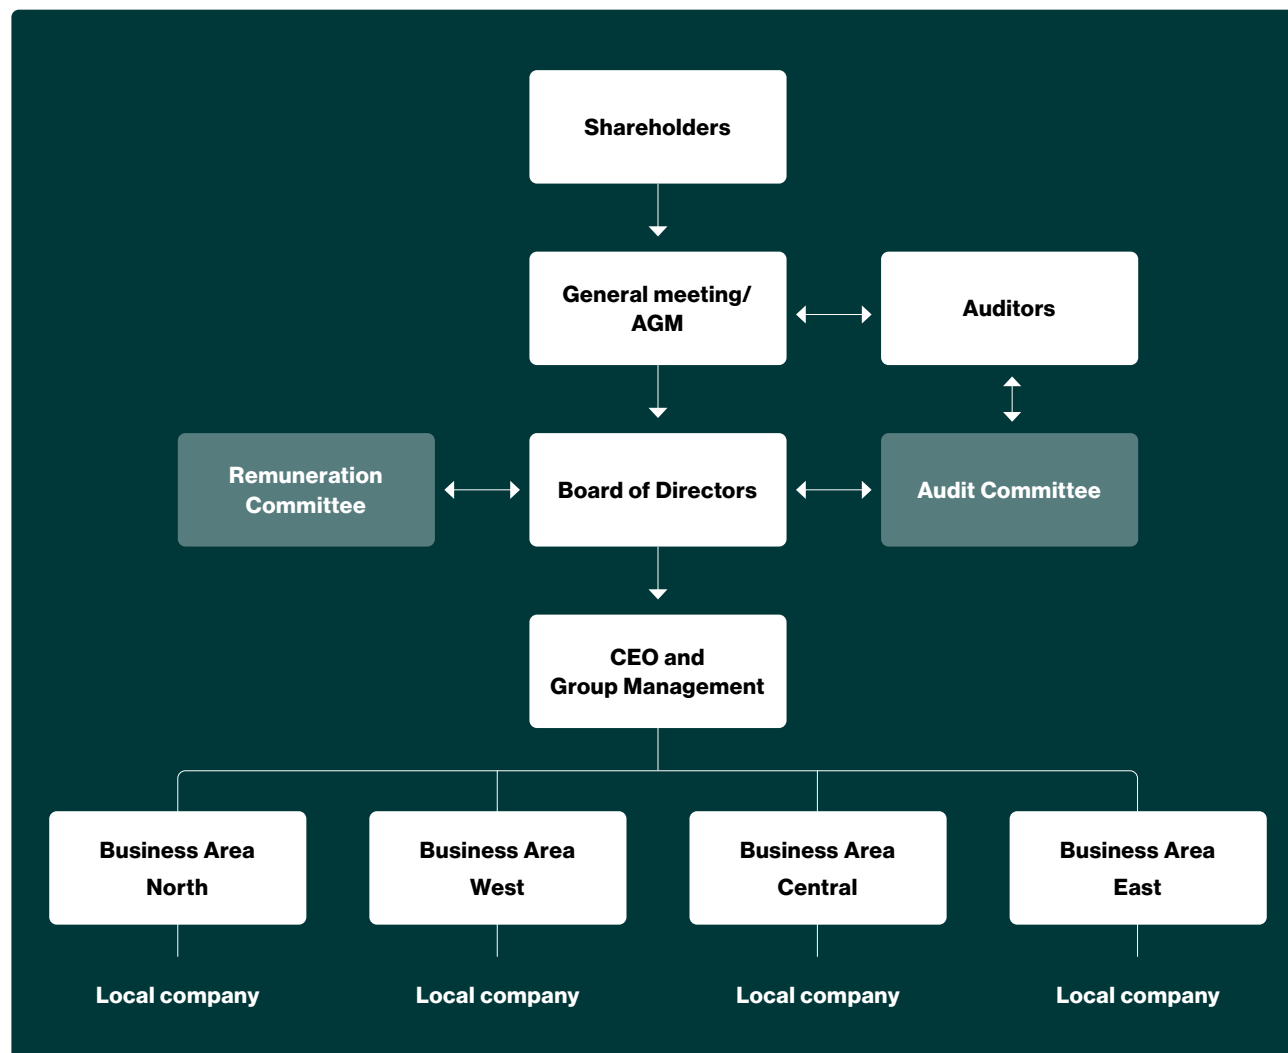 Shareholders
General meeting/
AGM
Auditors
Remuneration
Committee
Board of Directors
Audit Committee
CEO and
Group Management
Business Area
North
Business Area
West
Business Area
Central
Business Area
East
Local company
Local company
Local company
Local company